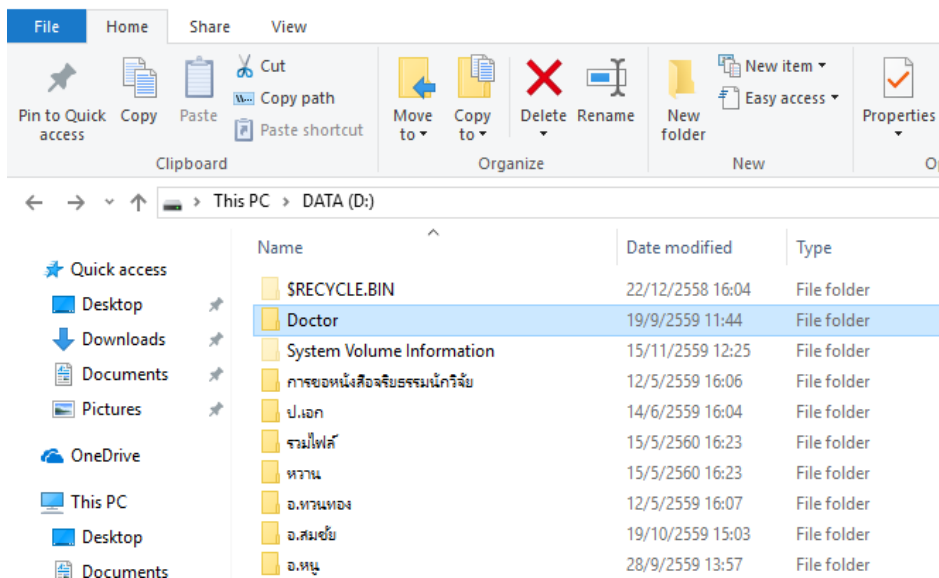 File Home Share View
Cut
Copy path
Paste shortcut
Pin to Quick access
Copy
Paste
Clipboard
Move to
Copy to
Delete
Rename
Organize
New folder
New item
Easy access
New
Properties
This PC > DATA (D:)
Name Date modified Type
Quick access
Desktop
Downloads
Documents
Pictures
OneDrive
This PC
Desktop
Documents
$RECYCLE.BIN 22/12/2558 16:04 File folder
Doctor 19/9/2559 11:44 File folder
System Volume Information 15/11/2559 12:25 File folder
การขอหนังสือจริยธรรมนักวิจัย 12/5/2559 16:06 File folder
ป.เอก 14/6/2559 16:04 File folder
รวมไฟล์ 15/5/2560 16:23 File folder
หวาน 15/5/2560 16:23 File folder
อ.ทวนทอง 12/5/2559 16:07 File folder
อ.สมชัย 19/10/2559 15:03 File folder
อ.หนู 28/9/2559 13:57 File folder